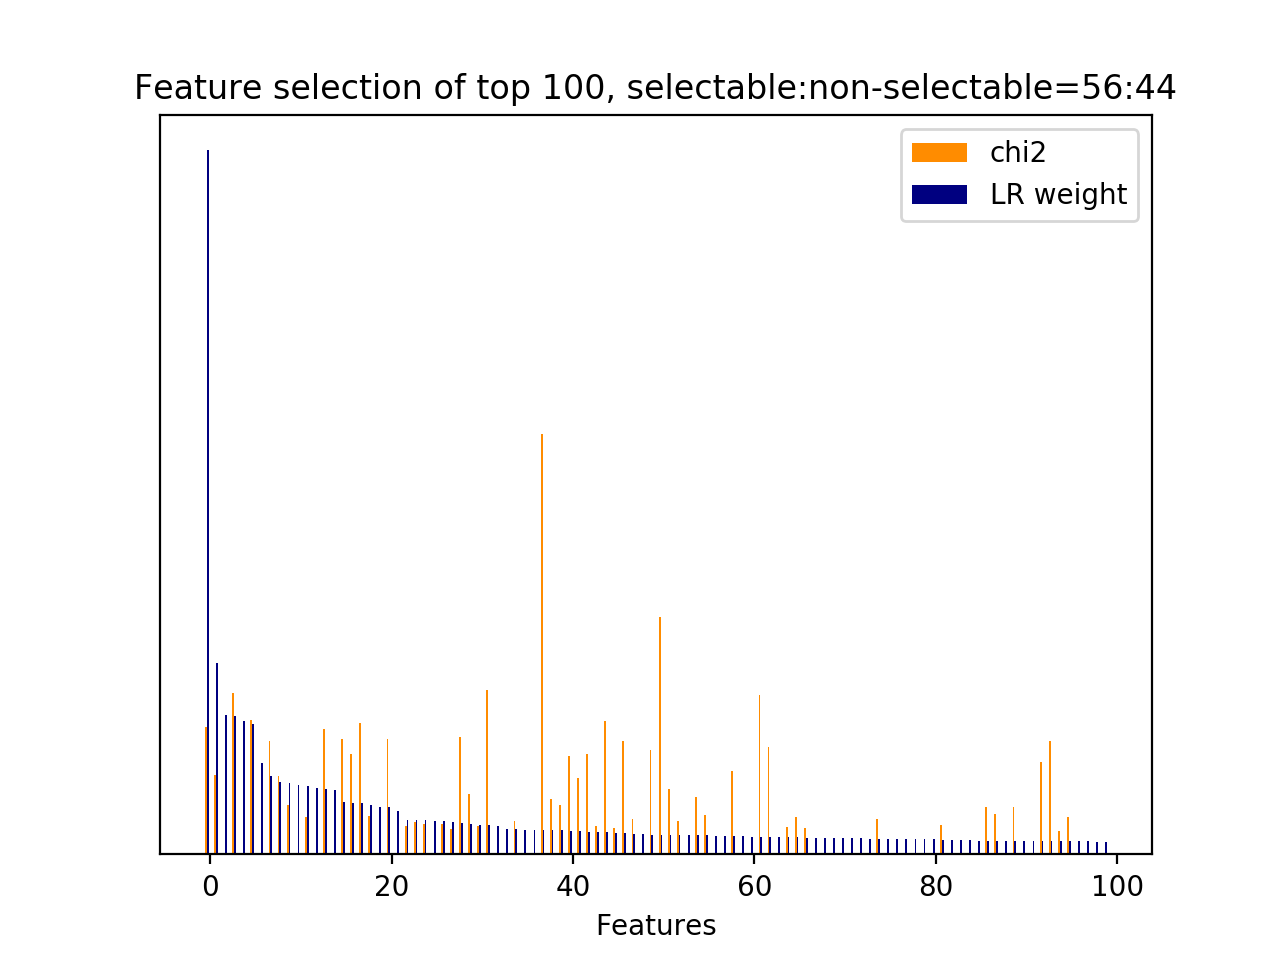 Feature selection of top 100, selectable:non-selectable=56:44
chi2
LR weight
0 20 40 60 80 100
Features